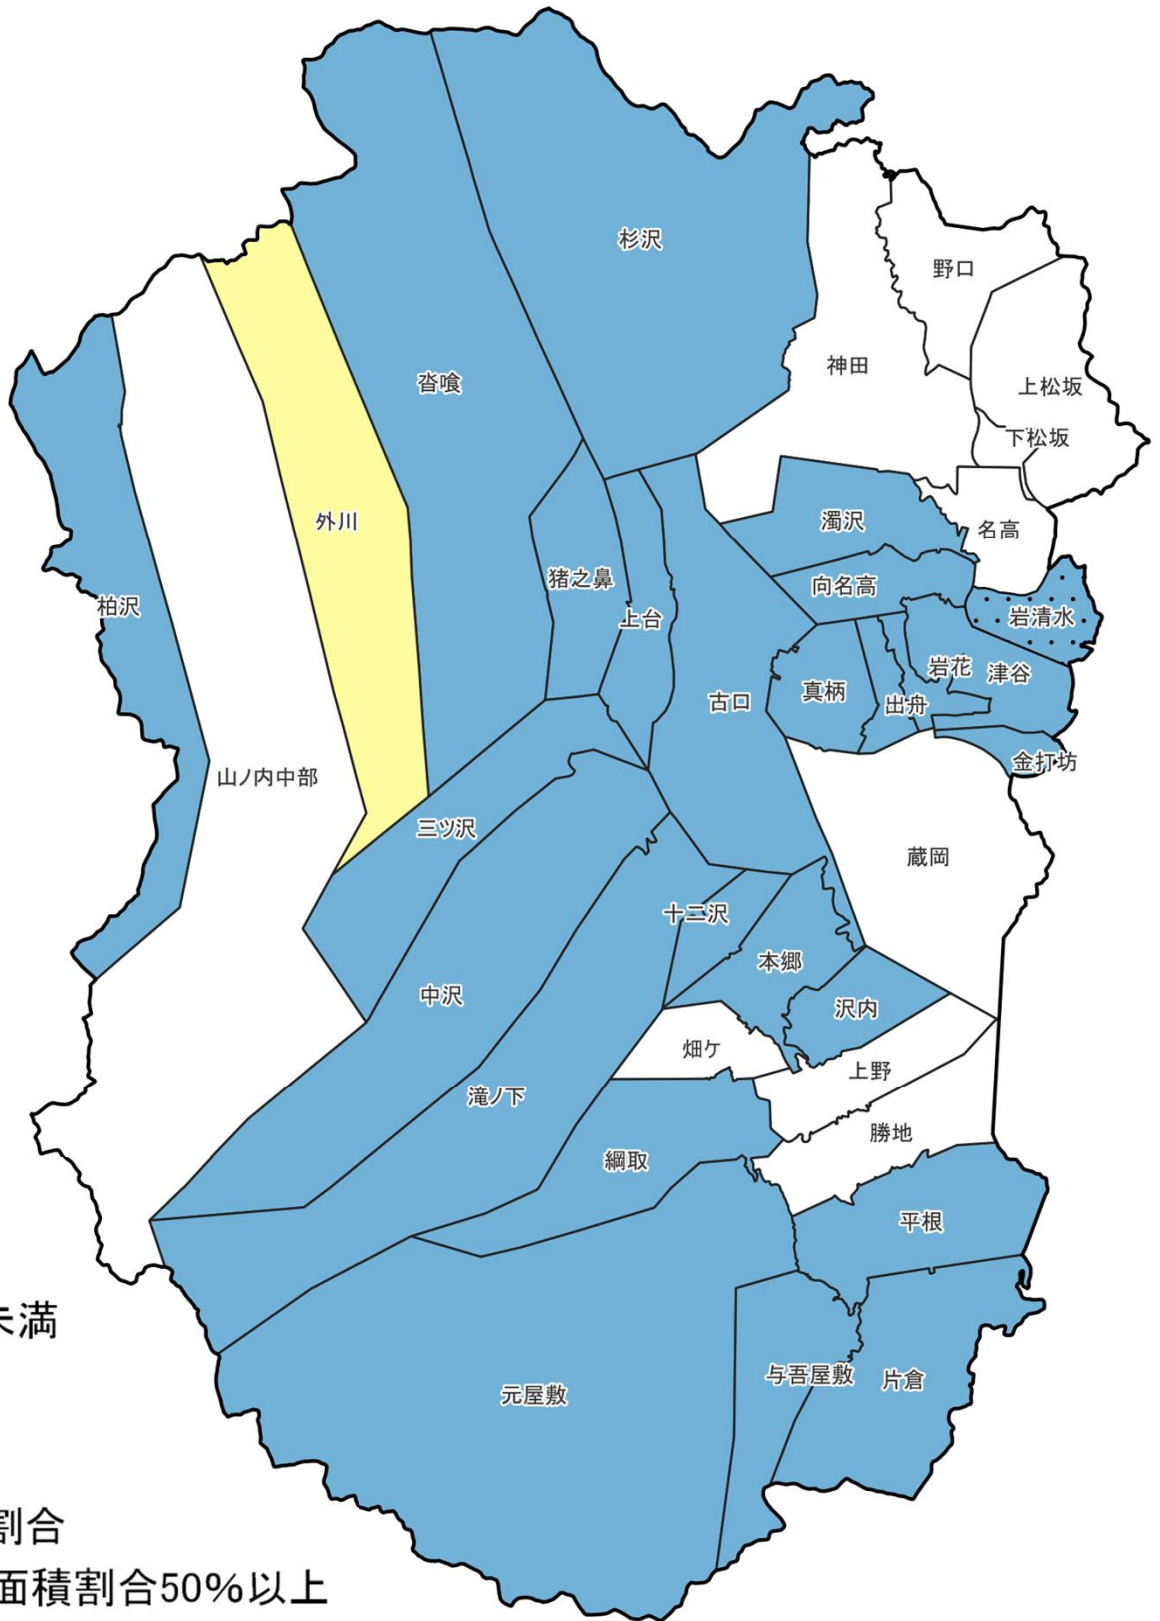 杉沢
野口
神田
沓喰
上松坂
下松坂
外川
濁沢
名高
猪之鼻
向名高
柏沢
上台
岩清水
岩花
津谷
真柄
古口
出舟
金打坊
山ノ内中部
三ツ沢
蔵岡
十二沢
本郷
中沢
沢内
畑ケ
上野
滝ノ下
勝地
綱取
平根
未満
与吾屋敷
片倉
元屋敷
割合
面積割合50%以上